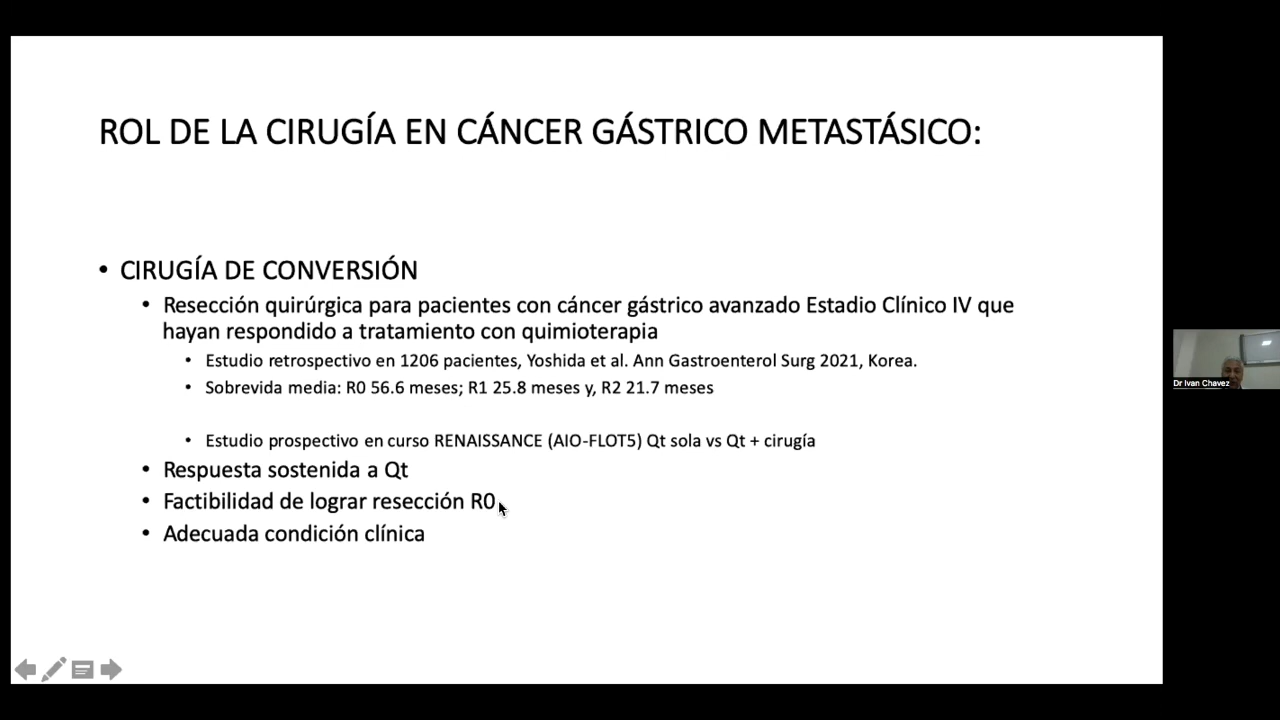 ROL DE LA CIRUGÍA EN CÁNCER GÁSTRICO METASTÁSICO:
• CIRUGÍA DE CONVERSIÓN
• Resección quirúrgica para pacientes con cáncer gástrico avanzado Estadio Clínico IV que
hayan respondido a tratamiento con quimioterapia
• Estudio retrospectivo en 1206 pacientes, Yoshida et al. Ann Gastroenterol Surg 2021, Korea.
• Sobrevida media: R0 56.6 meses; R1 25.8 meses y, R2 21.7 meses
• Estudio prospectivo en curso RENAISSANCE (AIO-FLOT5) Qt sola vs Qt + cirugía
• Respuesta sostenida a Qt
• Factibilidad de lograr resección R0
• Adecuada condición clínica
Dr Ivan Chavez